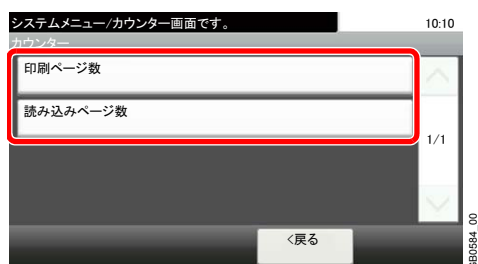 システムメニュー/カウンター画面です。 10:10
カウンター
印刷ページ数
読み込みページ数
1/1
<戻る
GB0584_00